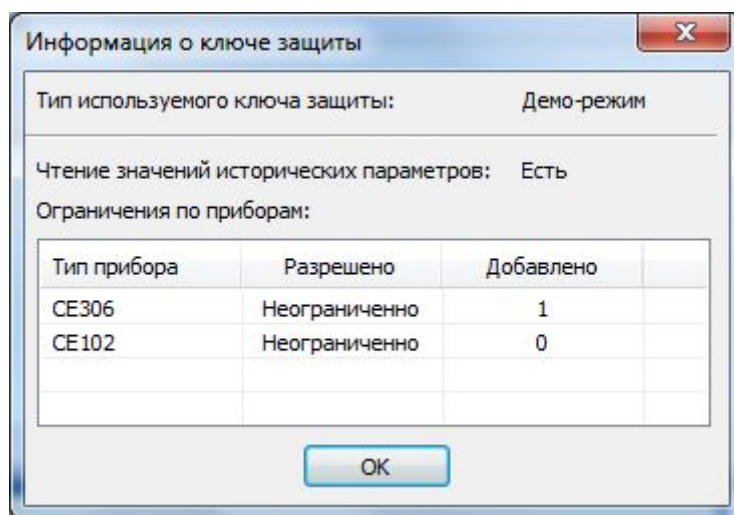 Информация о ключе защиты
Тип используемого ключа защиты: Демо-режим
Чтение значений исторических параметров: Есть
Ограничения по приборам:
Тип прибора Разрешено Добавлено
CE306 Неограниченно 1
CE102 Неограниченно 0
OK